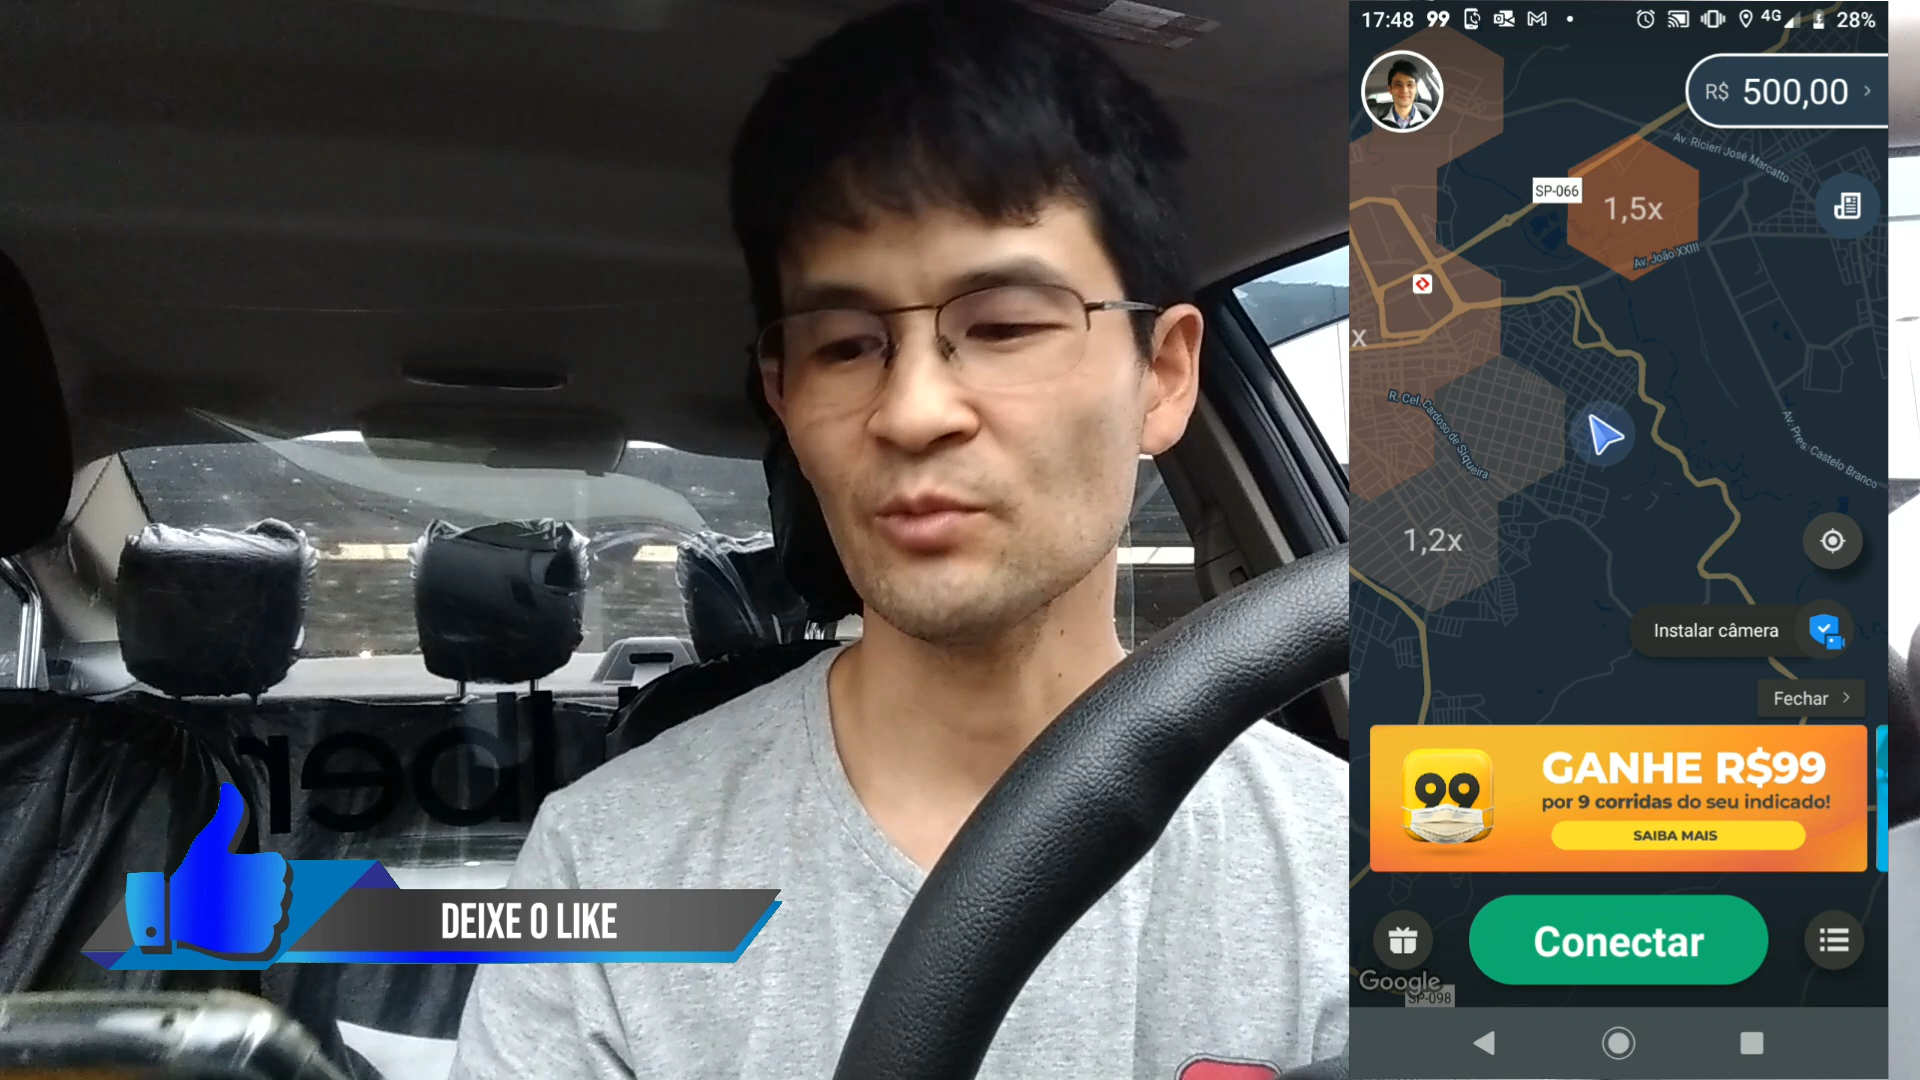 17:48 99 28%
4G
R$ 500,00
Av. Ricieri José Marcatto
SP-066
1,5x
Av. João XXIII
x
R. Cel. Cardoso de Siqueira
Av. Pres. Castelo Branco
1,2x
Instalar câmera
Fechar
99
GANHE R$99
por 9 corridas do seu indicado!
SAIBA MAIS
Conectar
Google
SP-098
Uber
DEIXE O LIKE